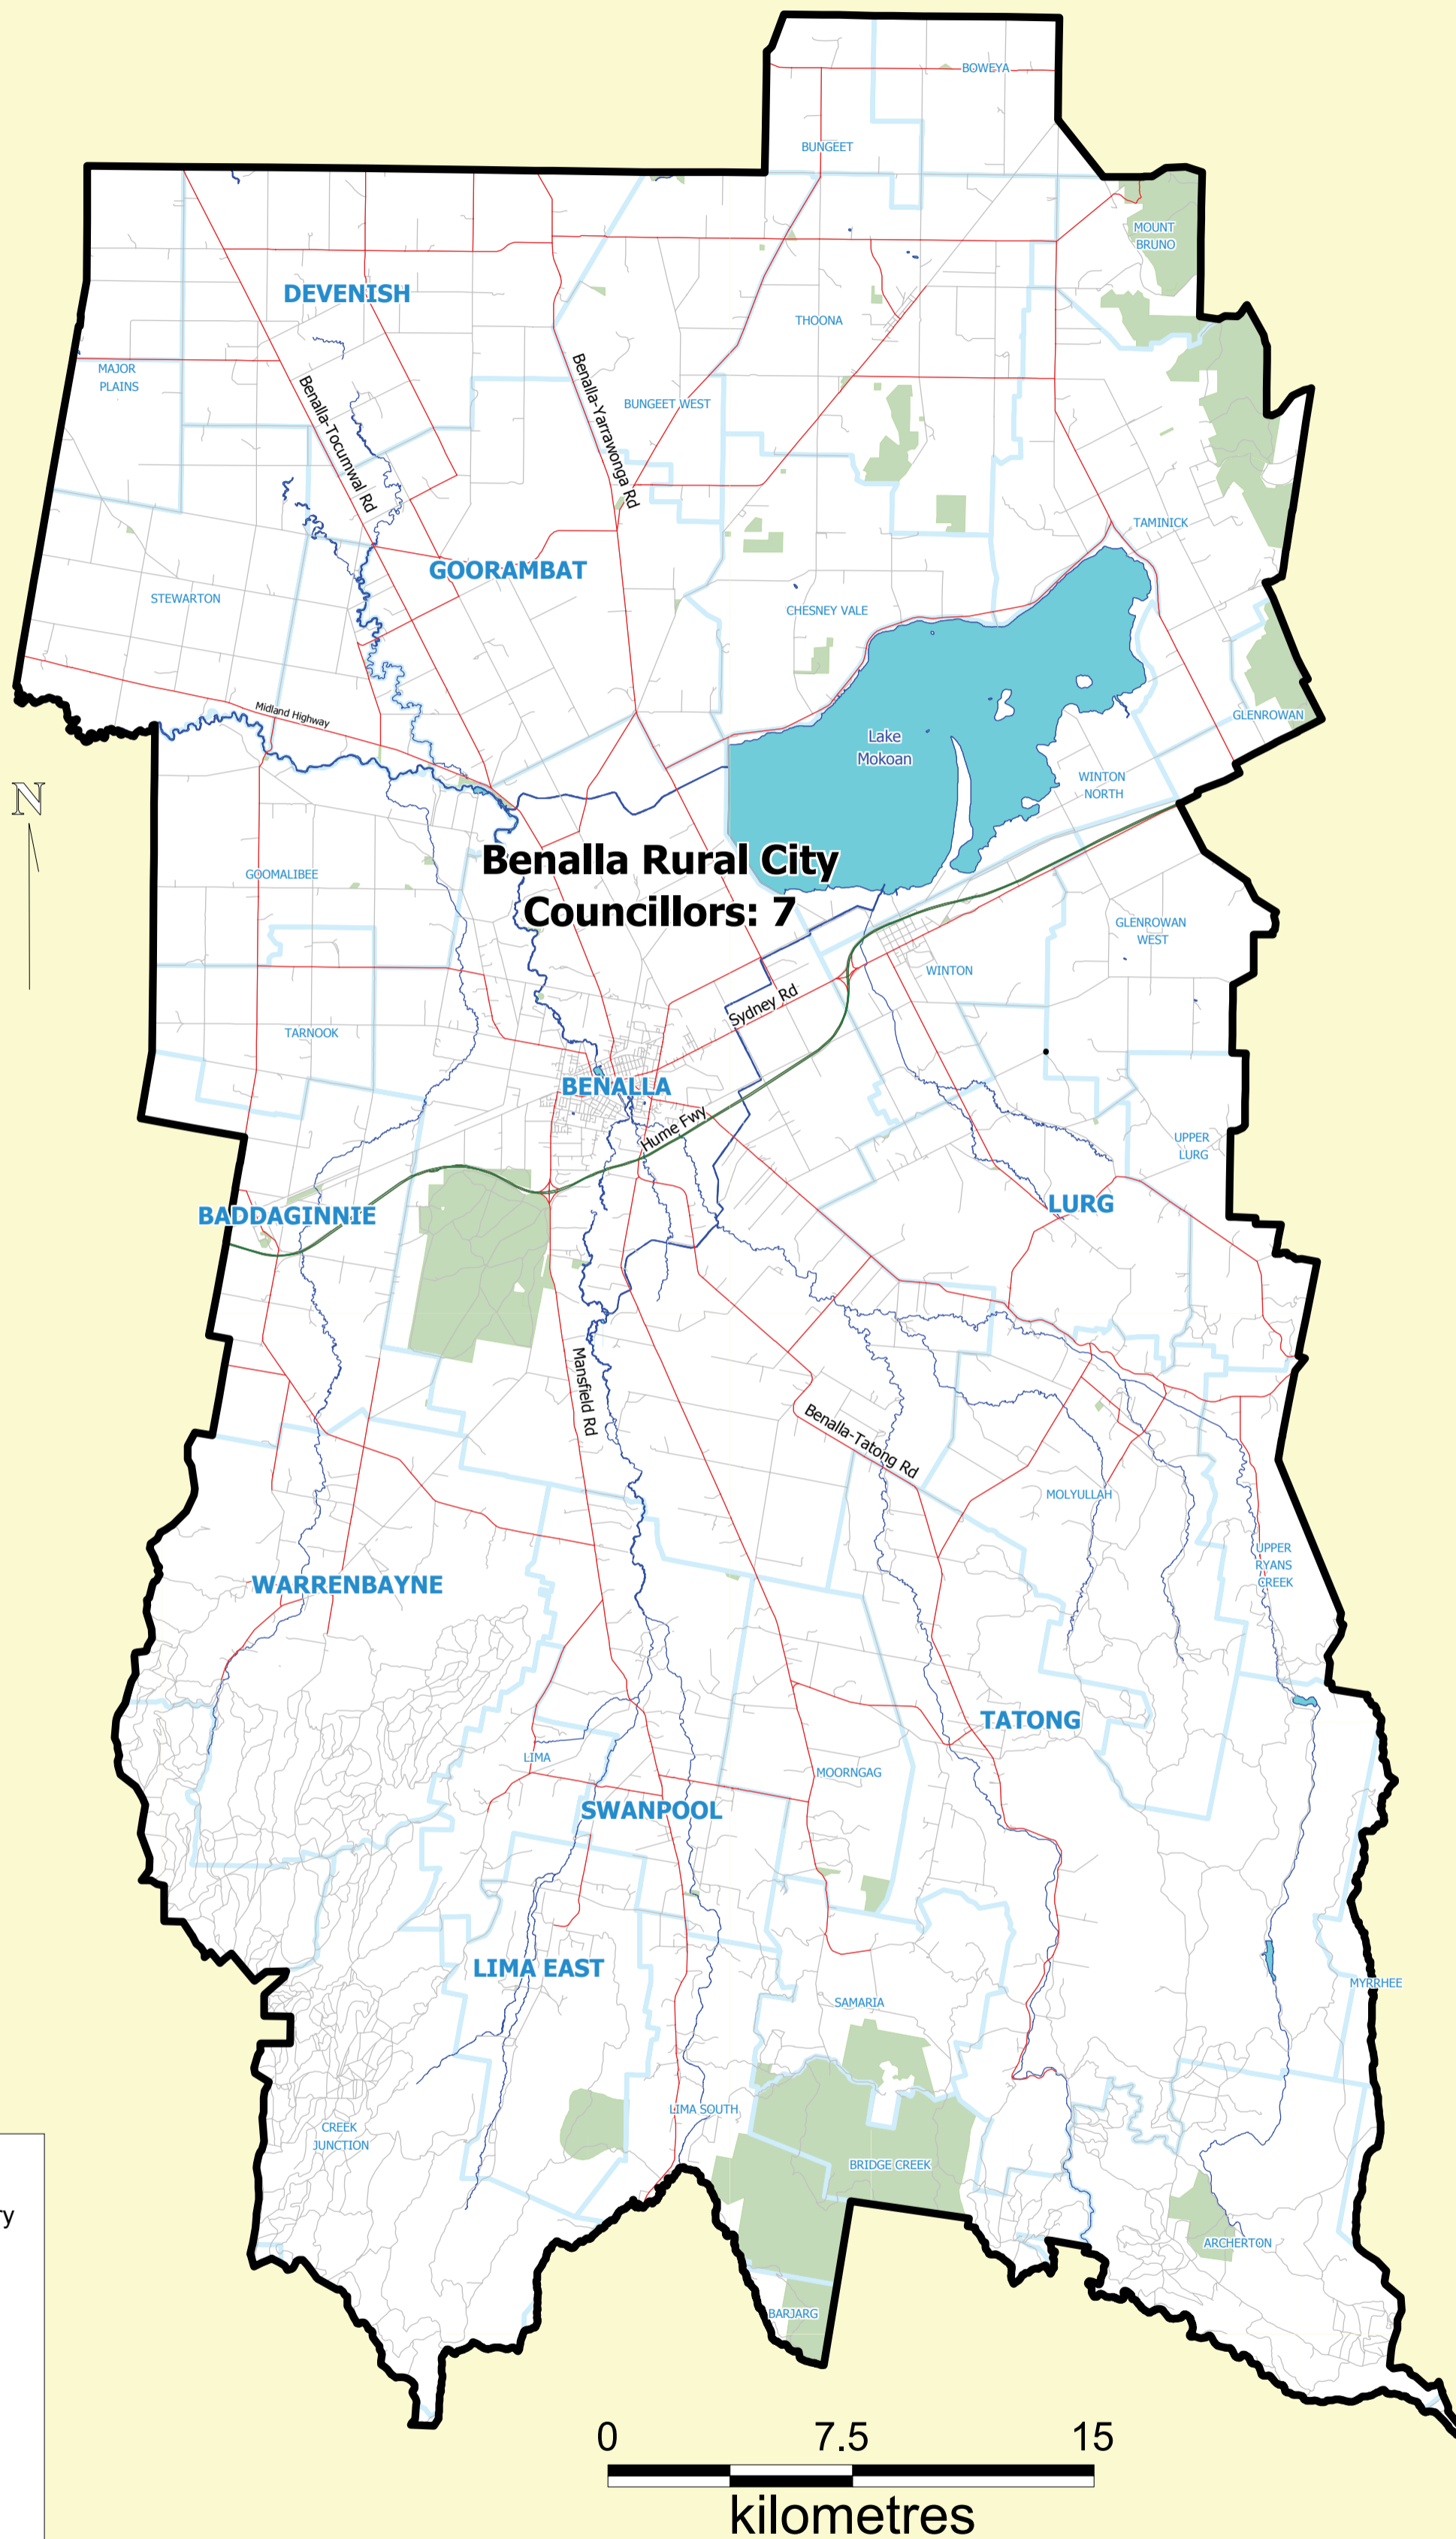 BOWEYA
BUNGEET
MOUNT
BRUNO
DEVENISH
THOONA
MAJOR
PLAINS
Benalla-Tocumwal Rd
Benalla-Yarrawonga Rd
BUNGEET WEST
TAMINICK
GOORAMBAT
STEWARTON
CHESNEY VALE
Midland Highway
GLENROWAN
Lake
Mokoan
WINTON
NORTH
N
Benalla Rural City
Councillors: 7
GOOMALIBEE
GLENROWAN
WEST
WINTON
Sydney Rd
TARNOOK
BENALLA
Hume Fwy
UPPER
LURG
LURG
BADDAGINNIE
Mansfield Rd
Benalla-Tatong Rd
MOLYULLAH
UPPER
RYANS
CREEK
WARRENBAYNE
TATONG
LIMA
MOORNGAG
SWANPOOL
LIMA EAST
MYRRHEE
SAMARIA
LIMA SOUTH
CREEK
JUNCTION
BRIDGE CREEK
ry
ARCHERTON
BARJARG
0 7.5 15
kilometres